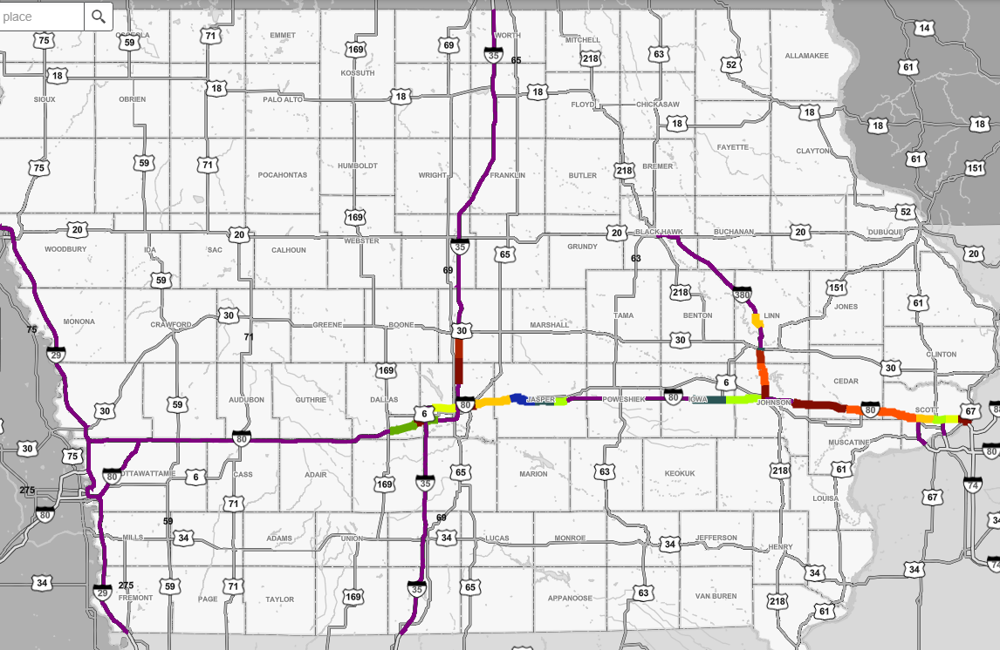 place
14
75
OSCEOLA
59
71
EMMET
169
KOSSUTH
69
WORTH
35
65
MITCHELL
218
63
52
ALLAMAKEE
61
18
18
18
18
18
18
18
SIOUX
OBRIEN
PALO ALTO
FLOYD
CHICKASAW
18
75
59
71
HUMBOLDT
POCAHONTAS
WRIGHT
FRANKLIN
BUTLER
218
BREMER
FAYETTE
CLAYTON
61
151
169
52
20
20
WEBSTER
35
20
BLACK HAWK
BUCHANAN
20
DUBUQUE
WOODBURY
IDA
SAC
CALHOUN
65
GRUNDY
63
20
59
69
218
380
151
61
MONONA
CRAWFORD
30
GREENE
BOONE
30
MARSHALL
TAMA
BENTON
LINN
JONES
75
71
30
29
CLINTON
30
169
6
CEDAR
30
59
AUDUBON
GUTHRIE
DALLAS
6
80
JASPER
POWESHIEK
80
IOWA
JOHNSON
80
SCOTT
67
80
30
75
MUSCATINE
80
OTTAWATTAMIE
80
6
CASS
ADAIR
169
35
65
MARION
63
KEOKUK
218
61
74
275
71
LOUISA
67
80
59
69
34
MILLS
34
ADAMS
UNION
34
LUCAS
MONROE
34
JEFFERSON
HENRY
34
34
34
74
275
29
FREMONT
59
PAGE
71
TAYLOR
169
35
65
APPANOOSE
63
VAN BUREN
218
61